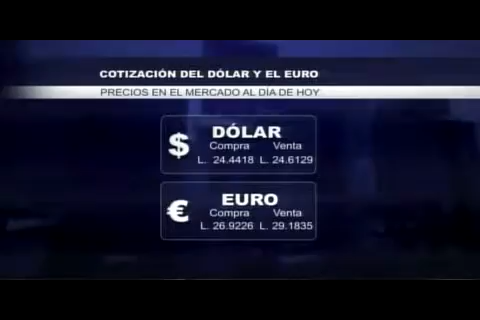 COTIZACIÓN DEL DÓLAR Y EL EURO
PRECIOS EN EL MERCADO AL DÍA DE HOY
$ DÓLAR
Compra Venta
L. 24.4418 L. 24.6129
€ EURO
Compra Venta
L. 26.9226 L. 29.1835